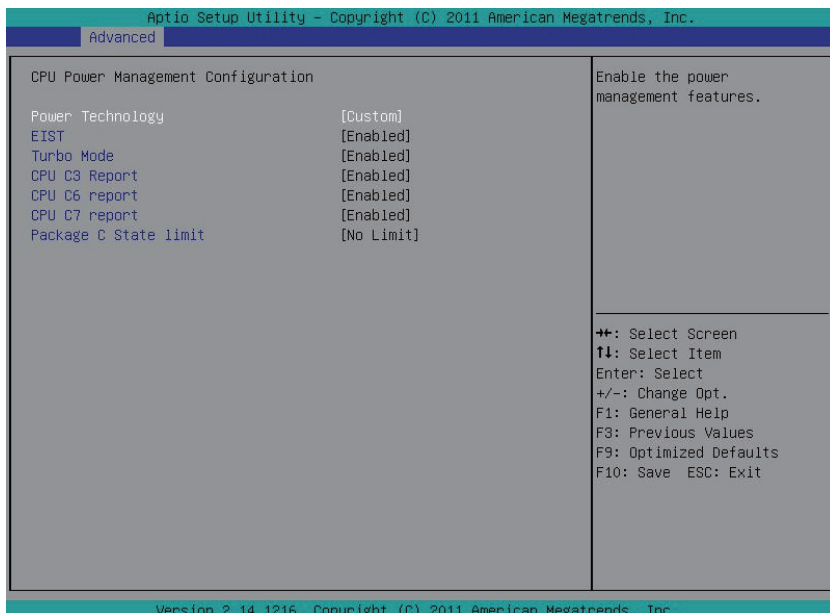 Aptio Setup Utility – Copyright (C) 2011 American Megatrends, Inc.
Advanced
CPU Power Management Configuration
Power Technology [Custom]
EIST [Enabled]
Turbo Mode [Enabled]
CPU C3 Report [Enabled]
CPU C6 report [Enabled]
CPU C7 report [Enabled]
Package C State limit [No Limit]
Enable the power
management features.
→←: Select Screen
↑↓: Select Item
Enter: Select
+/-: Change Opt.
F1: General Help
F3: Previous Values
F9: Optimized Defaults
F10: Save ESC: Exit
Version 2.14.1216. Copyright (C) 2011 American Megatrends, Inc.